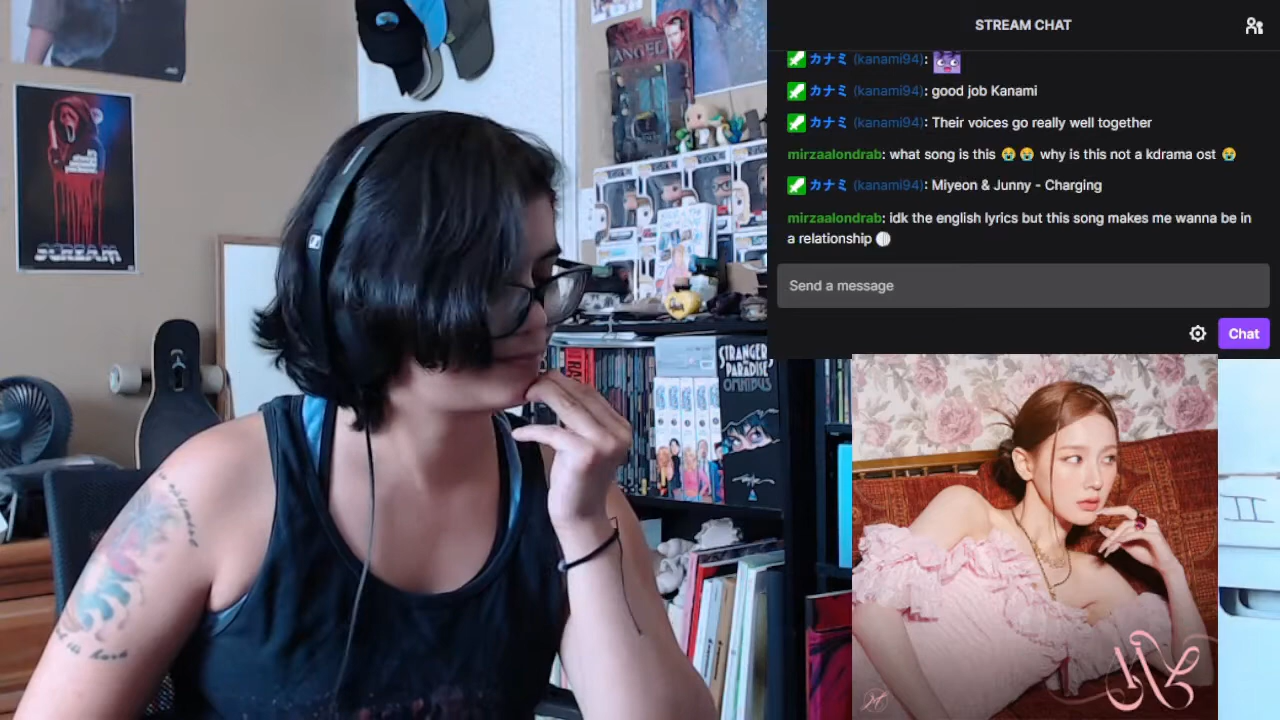 STREAM CHAT
カナミ (kanami94):
カナミ (kanami94): good job Kanami
カナミ (kanami94): Their voices go really well together
mirzaalondrab: what song is this 😭😭 why is this not a kdrama ost 😭
カナミ (kanami94): Miyeon & Junny - Charging
mirzaalondrab: idk the english lyrics but this song makes me wanna be in
a relationship
Send a message
Chat
ANGEL
SCREAM
STRANGERS
PARADISE
OMNIBUS
MY